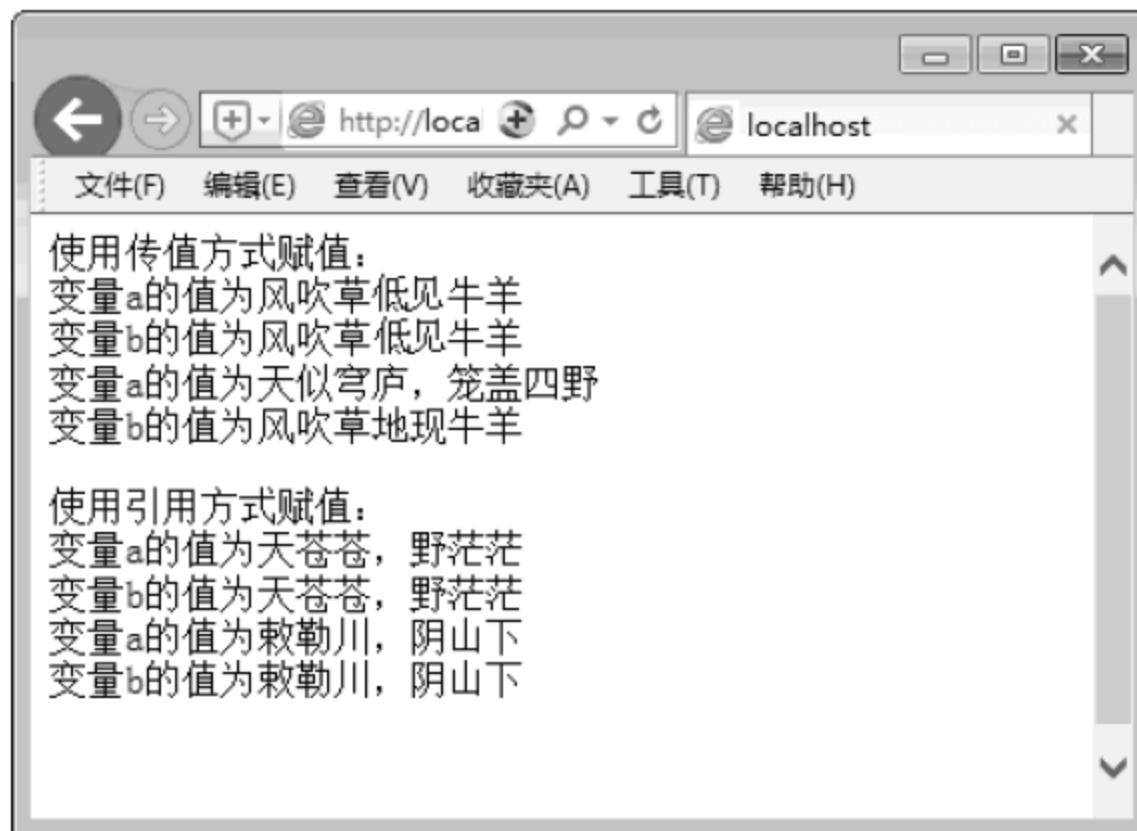 http://loca
localhost
文件(F) 编辑(E) 查看(V) 收藏夹(A) 工具(T) 帮助(H)
使用传值方式赋值:
变量a的值为风吹草低见牛羊
变量b的值为风吹草低见牛羊
变量a的值为天似穹庐，笼盖四野
变量b的值为风吹草地现牛羊
使用引用方式赋值:
变量a的值为天苍苍，野茫茫
变量b的值为天苍苍，野茫茫
变量a的值为敕勒川，阴山下
变量b的值为敕勒川，阴山下